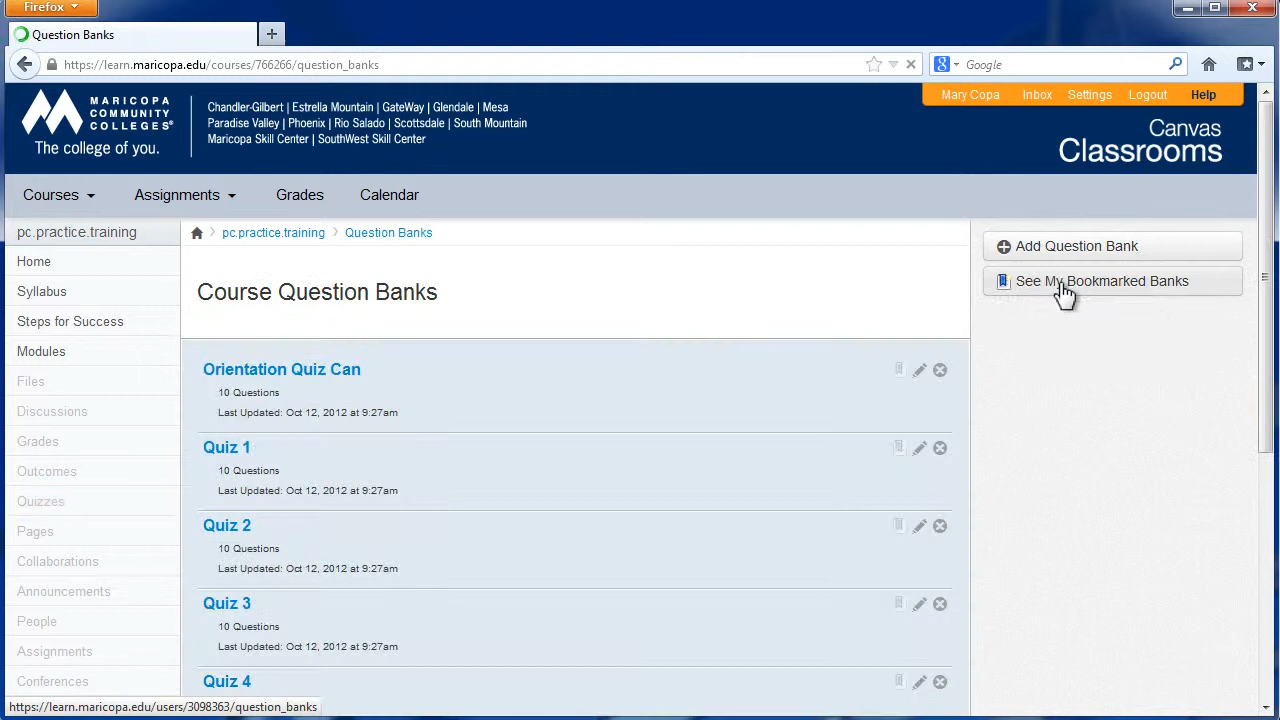 Firefox
Question Banks
https://learn.maricopa.edu/courses/766266/question_banks
Google
MARICOPA
COMMUNITY
COLLEGES®
The college of you.
Chandler-Gilbert | Estrella Mountain | GateWay | Glendale | Mesa
Paradise Valley | Phoenix | Rio Salado | Scottsdale | South Mountain
Maricopa Skill Center | SouthWest Skill Center
Mary Copa Inbox Settings Logout Help
Canvas
Classrooms
Courses Assignments Grades Calendar
pc.practice.training
Home
Syllabus
Steps for Success
Modules
Files
Discussions
Grades
Outcomes
Quizzes
Pages
Collaborations
Announcements
People
Assignments
Conferences
pc.practice.training Question Banks
Course Question Banks
Orientation Quiz Can
10 Questions
Last Updated: Oct 12, 2012 at 9:27am
Quiz 1
10 Questions
Last Updated: Oct 12, 2012 at 9:27am
Quiz 2
10 Questions
Last Updated: Oct 12, 2012 at 9:27am
Quiz 3
10 Questions
Last Updated: Oct 12, 2012 at 9:27am
Quiz 4
Add Question Bank
See My Bookmarked Banks
https://learn.maricopa.edu/users/3098363/question_banks